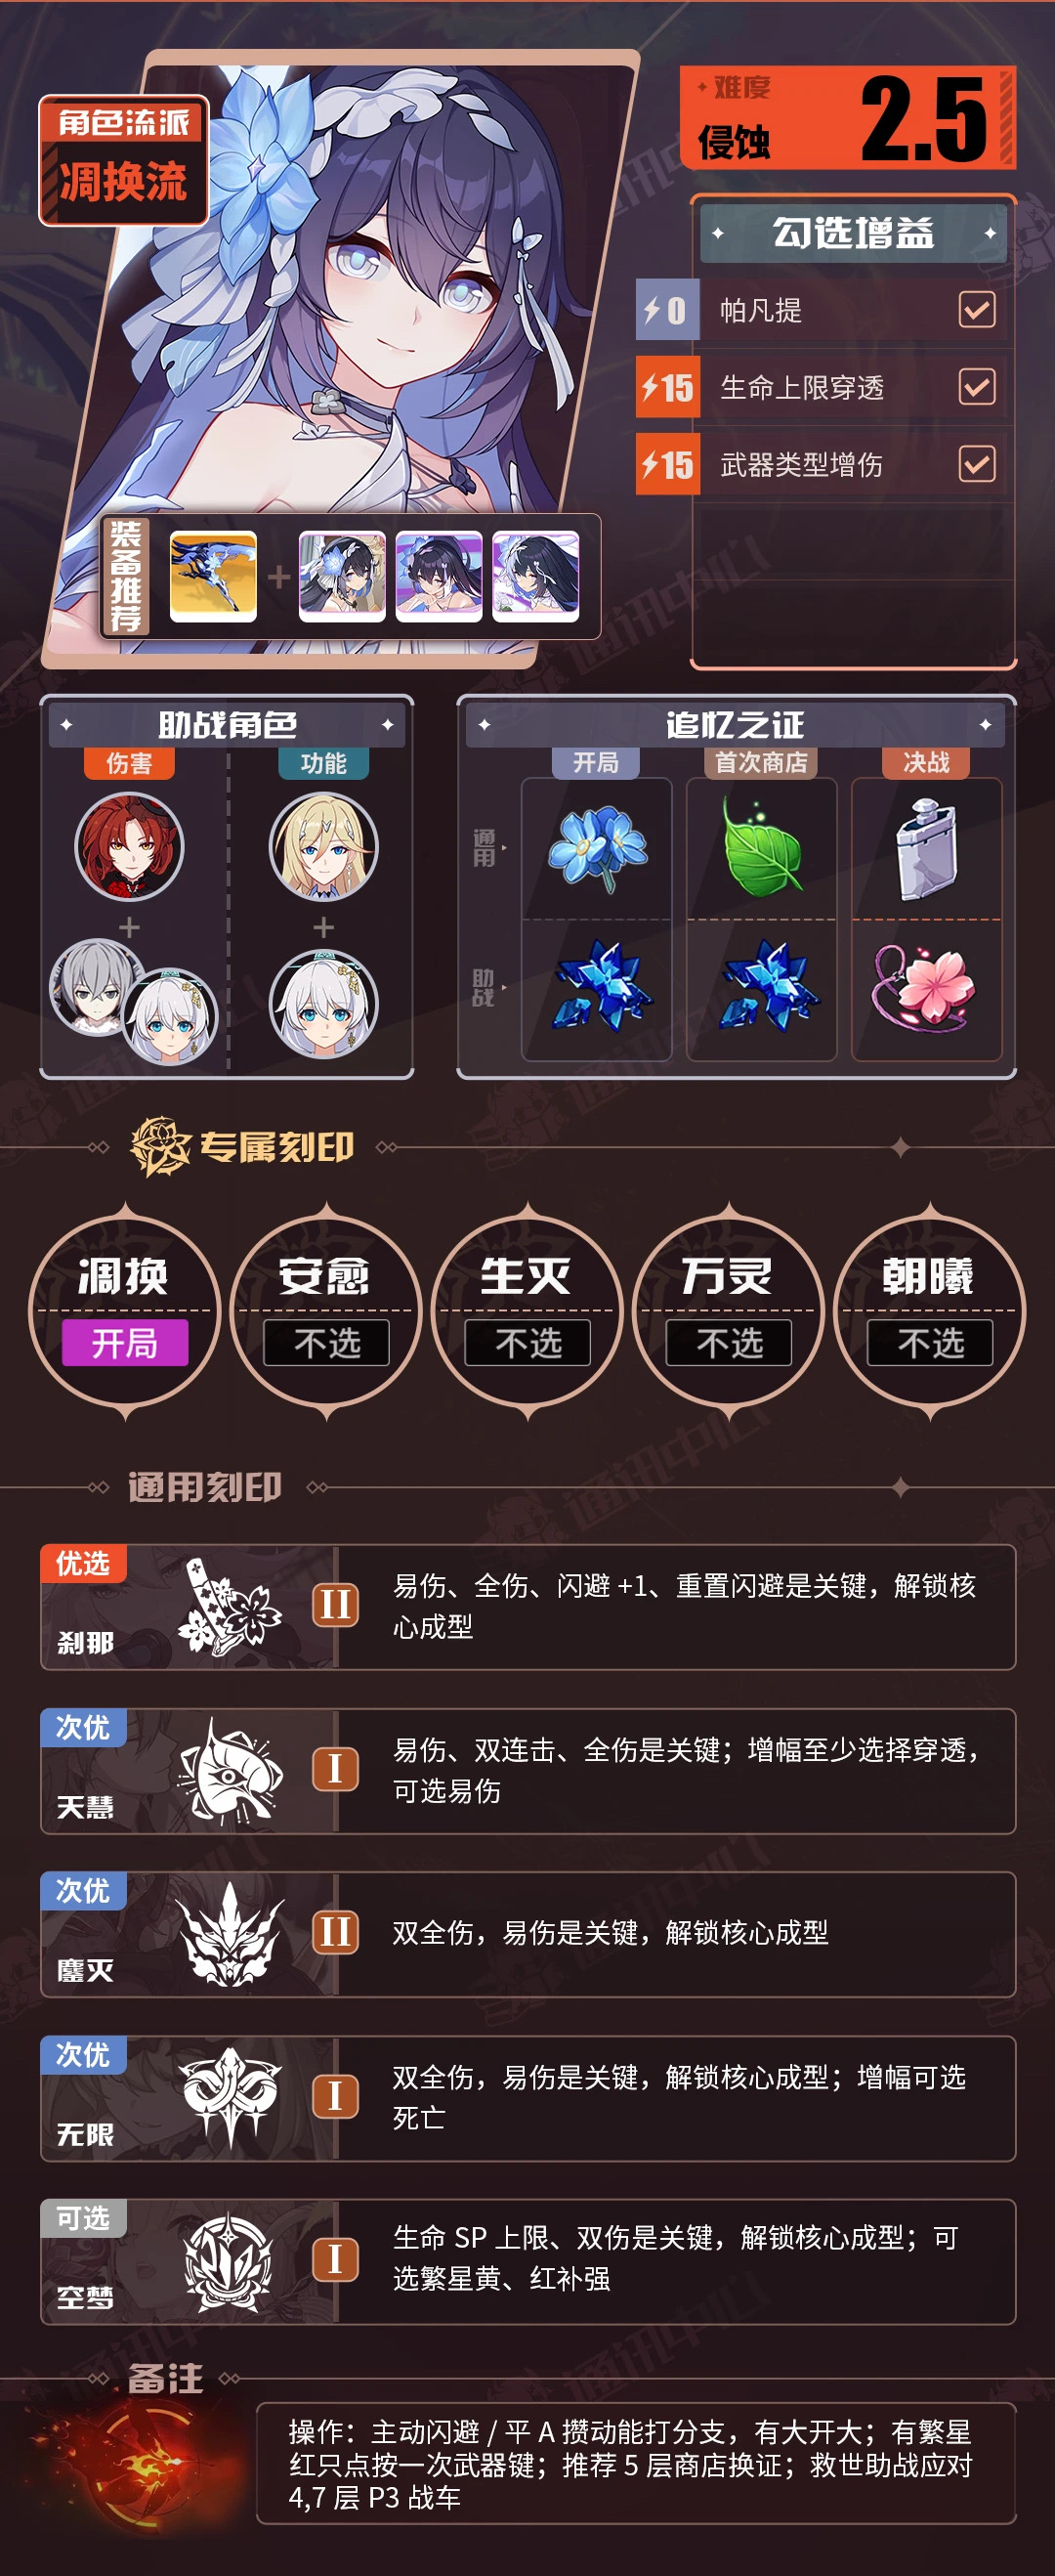 角色流派
凋换流
难度
侵蚀
2.5
勾选增益
0
帕凡提
15
生命上限穿透
15
武器类型增伤
装备推荐
助战角色
伤害
功能
追忆之证
开局
首次商店
决战
通用
助战
专属刻印
凋换
开局
安愈
不选
生灭
不选
万灵
不选
朝曦
不选
通用刻印
优选
刹那
II
易伤、全伤、闪避 +1、重置闪避是关键，解锁核
心成型
次优
天慧
I
易伤、双连击、全伤是关键；增幅至少选择穿透，
可选易伤
次优
鏖灭
II
双全伤，易伤是关键，解锁核心成型
次优
无限
I
双全伤，易伤是关键，解锁核心成型；增幅可选
死亡
可选
空梦
I
生命 SP 上限、双伤是关键，解锁核心成型；可
选繁星黄、红补强
备注
操作：主动闪避 / 平 A 攒动能打分支，有大开大；有繁星
红只点按一次武器键；推荐 5 层商店换证；救世助战应对
4,7 层 P3 战车
通讯中心